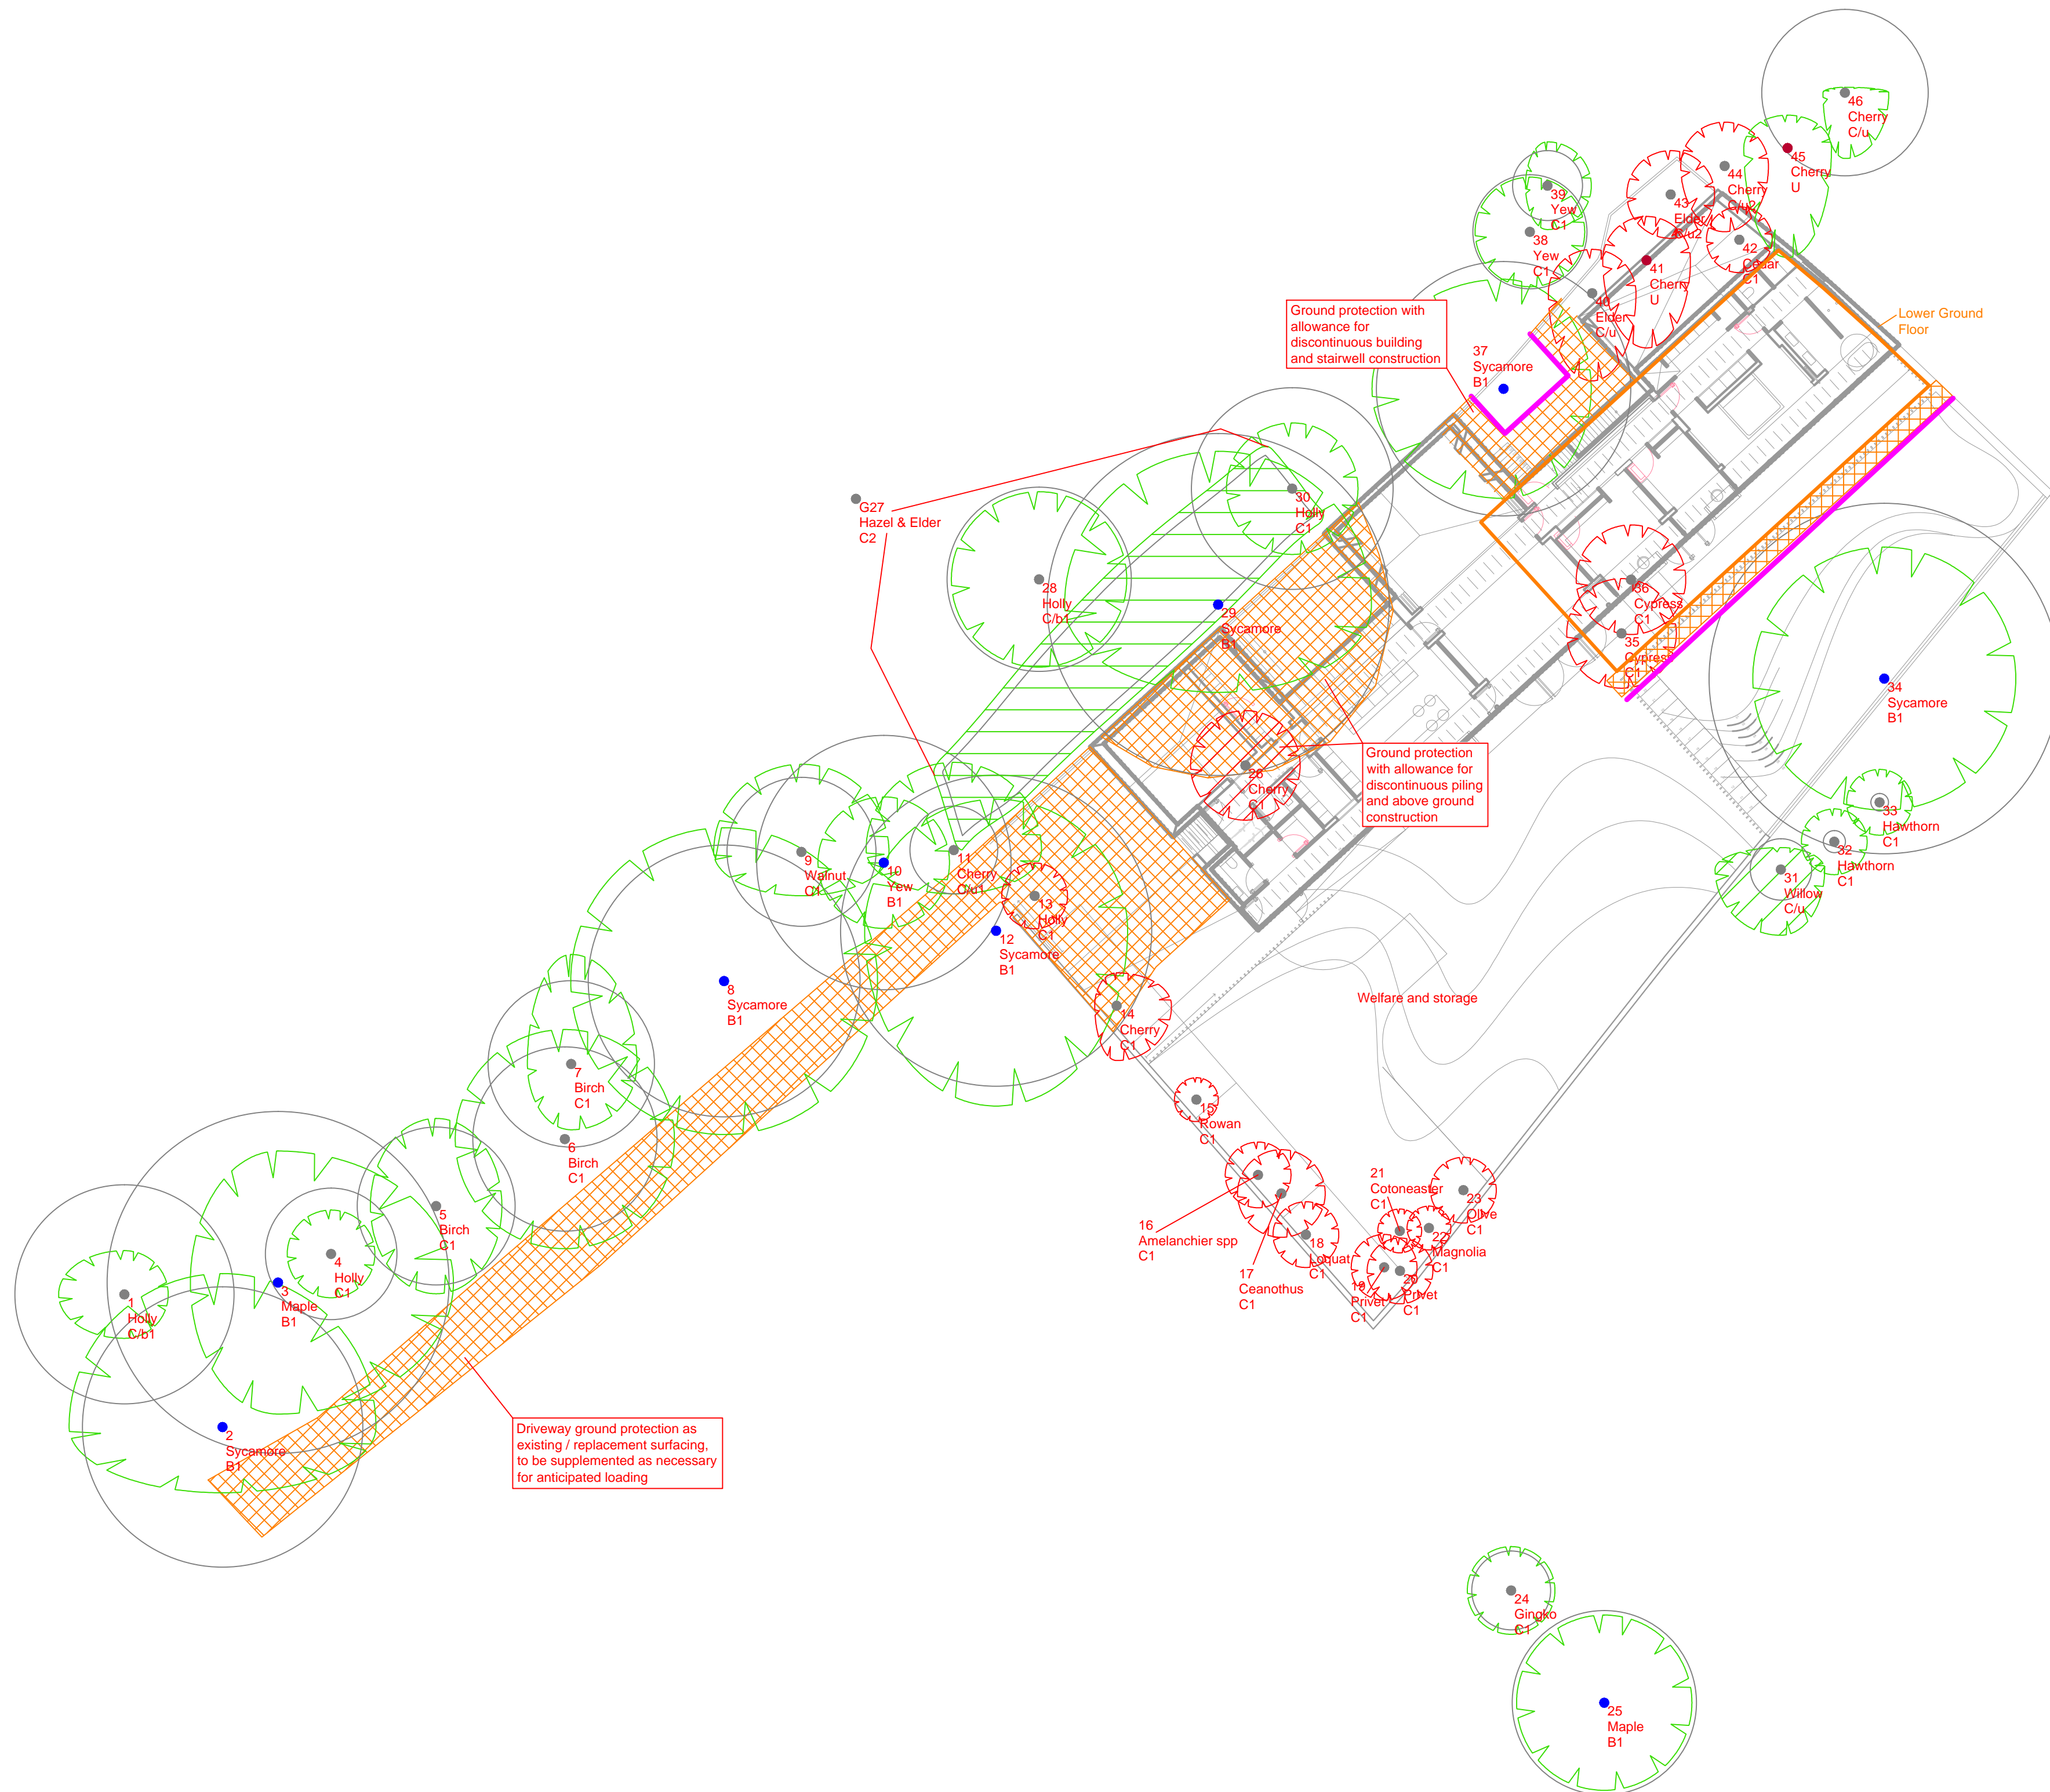 46
Cherry
C/u
45
Cherry
U
44
Cherry
C/u2
43
Elder
C/u2
42
Cedar
C1
41
Cherry
U
40
Elder
C/u
39
Yew
C1
38
Yew
C1
Lower Ground
Floor
Ground protection with
allowance for
discontinuous building
and stairwell construction
37
Sycamore
B1
30
Holly
C1
G27
Hazel & Elder
C2
28
Holly
C/b1
29
Sycamore
B1
36
Cypress
C1
35
Cypress
C1
34
Sycamore
B1
Ground protection
with allowance for
discontinuous piling
and above ground
construction
26
Cherry
C1
33
Hawthorn
C1
32
Hawthorn
C1
31
Willow
C/u
9
Walnut
C1
10
Yew
B1
11
Cherry
C/u1
13
Holly
C1
12
Sycamore
B1
8
Sycamore
B1
14
Cherry
C1
Welfare and storage
7
Birch
C1
6
Birch
C1
15
Rowan
C1
5
Birch
C1
4
Holly
C1
3
Maple
B1
1
Holly
C/b1
2
Sycamore
B1
16
Amelanchier spp
C1
17
Ceanothus
C1
18
Loquat
C1
21
Cotoneaster
C1
23
Olive
C1
22
Magnolia
C1
19
Privet
C1
20
Privet
C1
Driveway ground protection as
existing / replacement surfacing,
to be supplemented as necessary
for anticipated loading
24
Gingko
C1
25
Maple
B1